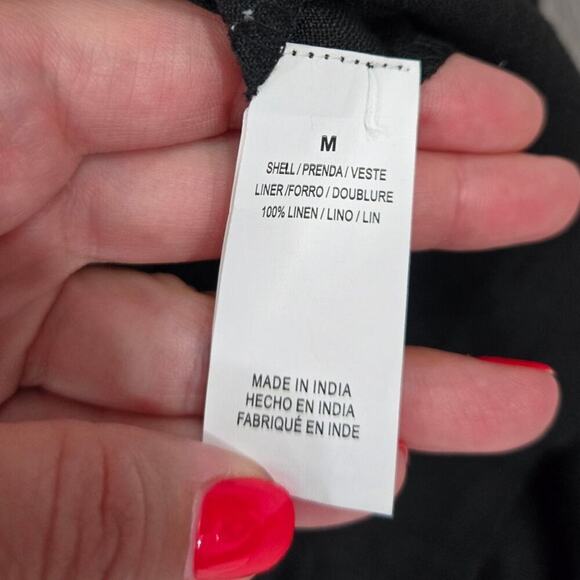 M
SHELL / PRENDA / VESTE
LINER / FORRO / DOUBLURE
100% LINEN / LINO / LIN
MADE IN INDIA
HECHO EN INDIA
FABRIQUÉ EN INDE